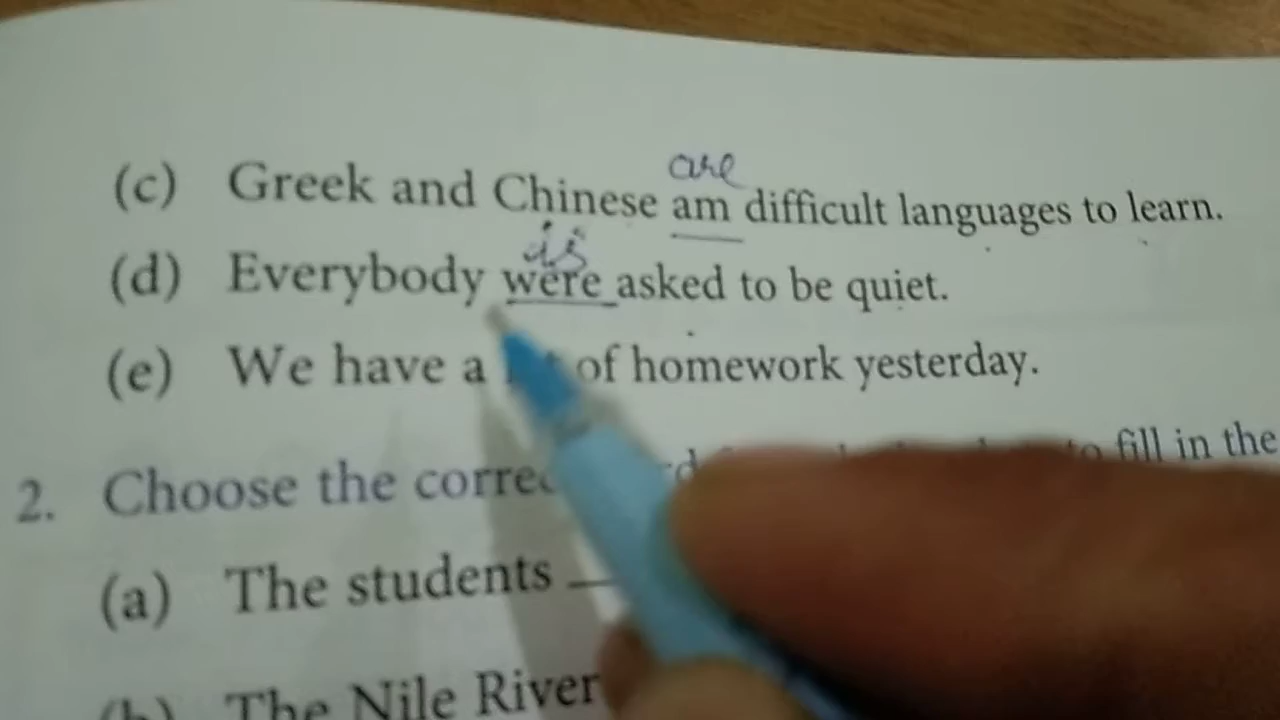 are
(c) Greek and Chinese am difficult languages to learn.
is
(d) Everybody were asked to be quiet.
(e) We have a of homework yesterday.
2. Choose the to fill in the
(a) The students
The Nile River